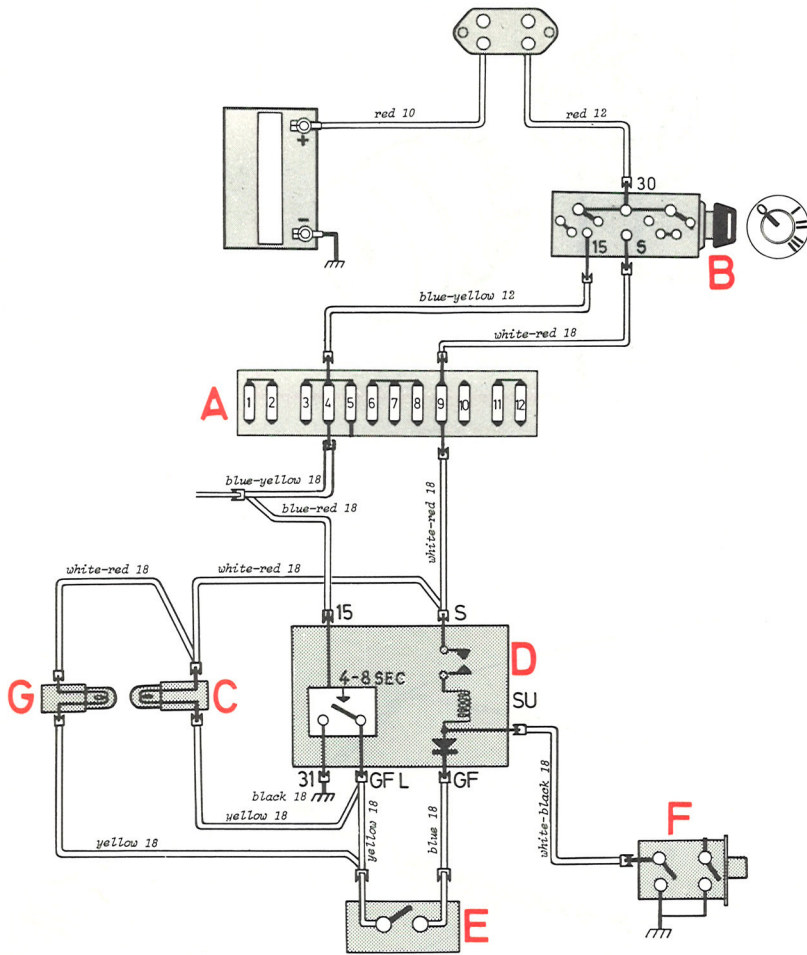 red 10
red 12
+
−
30
15
S
O
I
II
III
B
blue-yellow 12
white-red 18
A
1 2 3 4 5 6 7 8 9 10 11 12
blue-yellow 18
blue-red 18
white-red 18
white-red 18
white-red 18
15
S
D
G
C
4-8 SEC
SU
31
GFL
GF
black 18
yellow 18
yellow 18
yellow 18
blue 18
white-black 18
F
E